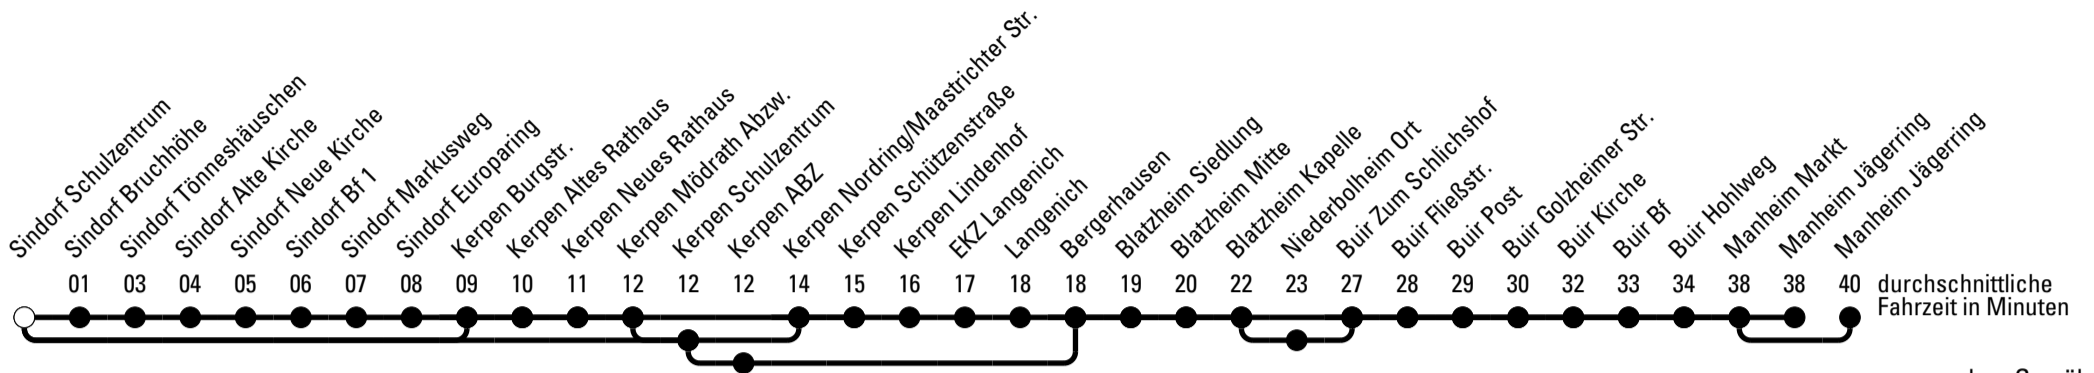 Sindorf Schulzentrum
Sindorf Bruchhöhe
Sindorf Tönneshäuschen
Sindorf Alte Kirche
Sindorf Neue Kirche
Sindorf Bf 1
Sindorf Markusweg
Sindorf Europaring
Kerpen Burgstr.
Kerpen Altes Rathaus
Kerpen Neues Rathaus
Kerpen Mödrath Abzw.
Kerpen Schulzentrum
Kerpen ABZ
Kerpen Nordring/Maastrichter Str.
Kerpen Schützenstraße
Kerpen Lindenhof
EKZ Langenich
Langenich
Bergerhausen
Blatzheim Siedlung
Blatzheim Mitte
Blatzheim Kapelle
Niederbolheim Ort
Buir Zum Schlichshof
Buir Fließstr.
Buir Post
Buir Golzheimer Str.
Buir Kirche
Buir Bf
Buir Hohlweg
Manheim Markt
Manheim Jägerring
Manheim Jägerring
01 03 04 05 06 07 08 09 10 11 12 12 12 14 15 16 17 18 18 19 20 22 23 27 28 29 30 32 33 34 38 38 40 durchschnittliche
Fahrzeit in Minuten